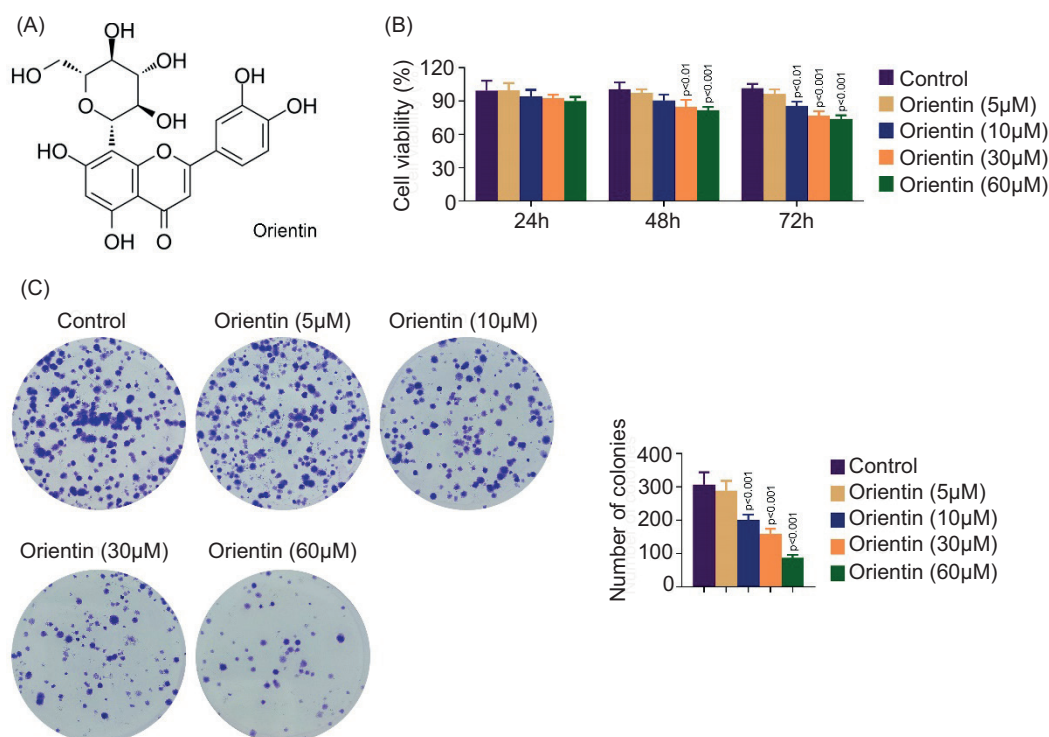 (A)
OH
OH
HO
OH
O
OH
OH
OH
HO
O
OH
O
Orientin
(B)
Cell viability (%)
120
90
60
30
0
p<0.01
p<0.001
p<0.01
p<0.001
p<0.001
24h
48h
72h
Control
Orientin (5μM)
Orientin (10μM)
Orientin (30μM)
Orientin (60μM)
(C)
Control
Orientin (5μM)
Orientin (10μM)
Orientin (30μM)
Orientin (60μM)
Number of colonies
400
300
200
100
0
p<0.001
p<0.001
p<0.001
Control
Orientin (5μM)
Orientin (10μM)
Orientin (30μM)
Orientin (60μM)